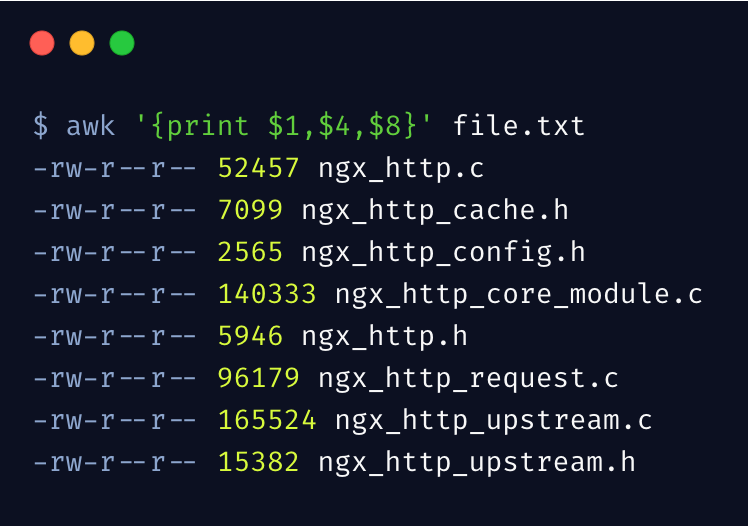 $ awk '{print $1,$4,$8}' file.txt
-rw-r--r-- 52457 ngx_http.c
-rw-r--r-- 7099 ngx_http_cache.h
-rw-r--r-- 2565 ngx_http_config.h
-rw-r--r-- 140333 ngx_http_core_module.c
-rw-r--r-- 5946 ngx_http.h
-rw-r--r-- 96179 ngx_http_request.c
-rw-r--r-- 165524 ngx_http_upstream.c
-rw-r--r-- 15382 ngx_http_upstream.h